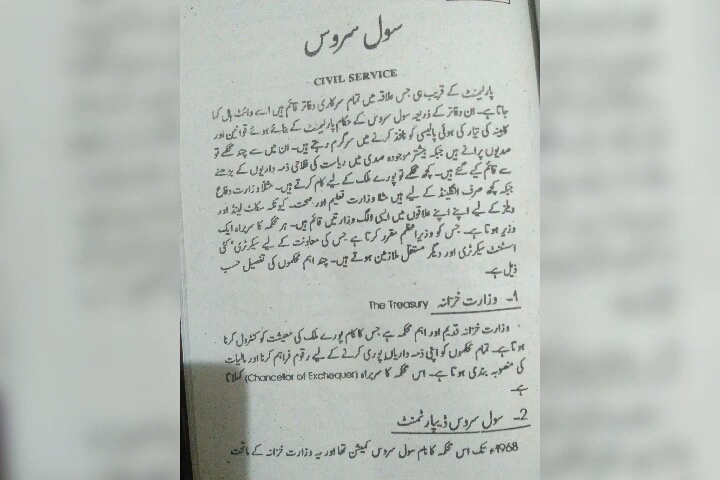 سول سروس
CIVIL SERVICE
پارلیمنٹ کے قریب ہی جس علاقہ میں تمام سرکاری دفاتر قائم ہیں اسے وائٹ ہال کہا
جاتا ہے۔ ان دفاتر کے ذریعہ سول سروس کے حکام پارلیمنٹ کے بنائے ہوئے قوانین اور
کابینہ کی تیار کی ہوئی پالیسی کو نافذ کرنے میں سرگرم رہتے ہیں۔ ان میں سے چند محکمے تو
صدیوں پرانے ہیں جبکہ بیشتر موجودہ صدی میں ریاست کی فلاحی ذمہ داریوں کے بڑھنے
سے قائم کیے گئے ہیں۔ کچھ محکمے تو پورے ملک کے لیے کام کرتے ہیں۔ مثلاً وزارت دفاع
جبکہ کچھ صرف انگلینڈ کے لیے ہیں مثلاً وزارت تعلیم اور صحت۔ کیونکہ سکاٹ لینڈ اور
ویلز کے لیے اپنے اپنے علاقوں میں ایسی الگ وزارتیں قائم ہیں۔ ہر محکمہ کا سربراہ ایک
وزیر ہوتا ہے۔ جس کو وزیراعظم مقرر کرتا ہے جس کی معاونت کے لیے سیکرٹری، کئی
اسسٹنٹ سیکرٹری اور دیگر مستقل ملازمین ہوتے ہیں۔ چند اہم محکموں کی تفصیل حسب
ذیل ہے۔
1۔ وزارت خزانہ The Treasury
وزارت خزانہ قدیم اور اہم محکمہ ہے جس کا کام پورے ملک کی معیشت کو کنٹرول کرنا
ہوتا ہے۔ تمام محکموں کو اپنی ذمہ داریاں پوری کرنے کے لیے رقوم فراہم کرنا اور مالیات
کی منصوبہ بندی ہوتا ہے۔ اس محکمہ کا سربراہ (Chancellor of Exchequer) کہلاتا
ہے۔
2۔ سول سروس ڈیپارٹمنٹ
1968ء تک اس محکمہ کا نام سول سروس کمیشن تھا اور یہ وزارت خزانہ کے ماتحت